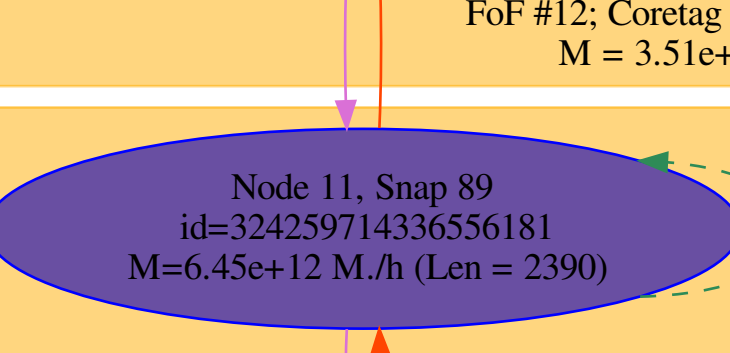 FoF #12; Coretag
M = 3.51e+
Node 11, Snap 89
id=324259714336556181
M=6.45e+12 M./h (Len = 2390)